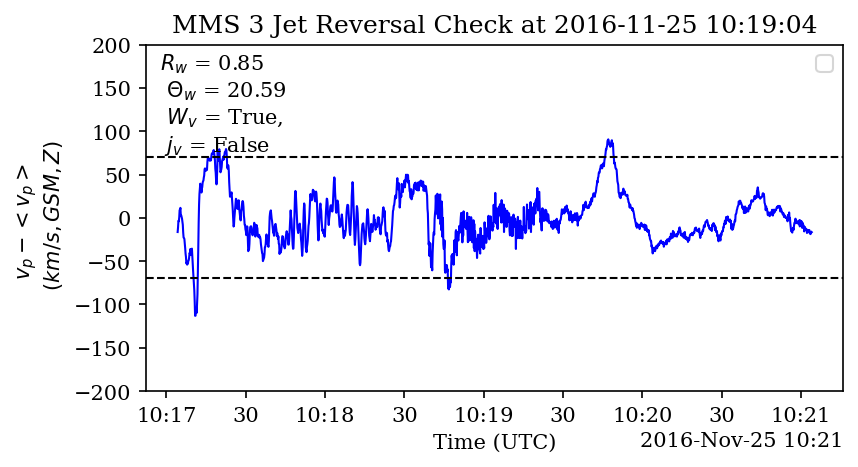 MMS 3 Jet Reversal Check at 2016-11-25 10:19:04
R_w = 0.85
Θ_w = 20.59
W_v = True,
j_v = False
v_p − < v_p >
(km/s, GSM, Z)
200
150
100
50
0
−50
−100
−150
−200
10:17 30 10:18 30 10:19 30 10:20 30 10:21
Time (UTC) 2016-Nov-25 10:21